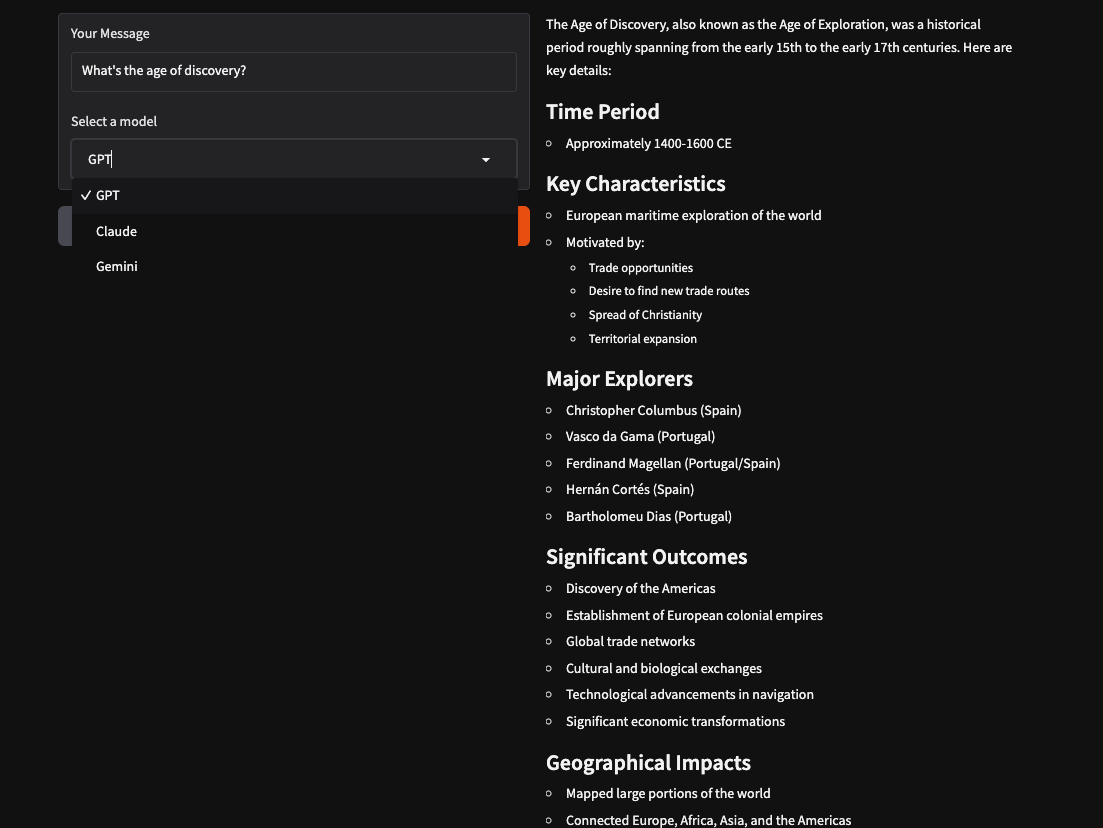 Your Message
What's the age of discovery?
Select a model
GPT
GPT
Claude
Gemini
The Age of Discovery, also known as the Age of Exploration, was a historical
period roughly spanning from the early 15th to the early 17th centuries. Here are
key details:
Time Period
Approximately 1400-1600 CE
Key Characteristics
European maritime exploration of the world
Motivated by:
Trade opportunities
Desire to find new trade routes
Spread of Christianity
Territorial expansion
Major Explorers
Christopher Columbus (Spain)
Vasco da Gama (Portugal)
Ferdinand Magellan (Portugal/Spain)
Hernán Cortés (Spain)
Bartholomeu Dias (Portugal)
Significant Outcomes
Discovery of the Americas
Establishment of European colonial empires
Global trade networks
Cultural and biological exchanges
Technological advancements in navigation
Significant economic transformations
Geographical Impacts
Mapped large portions of the world
Connected Europe, Africa, Asia, and the Americas